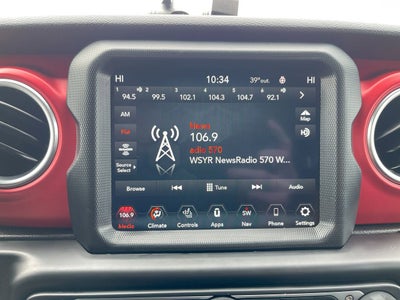 HI 10:34 39°out. HI
94.5 99.5 102.1 104.3 104.7 92.1
AM
FM
SiriusXM
Source
Select
News
106.9
adio 570
WSYR NewsRadio 570 W...
Map
Browse Tune Audio
106.9 SW
Media Climate Controls Apps Nav Phone Settings